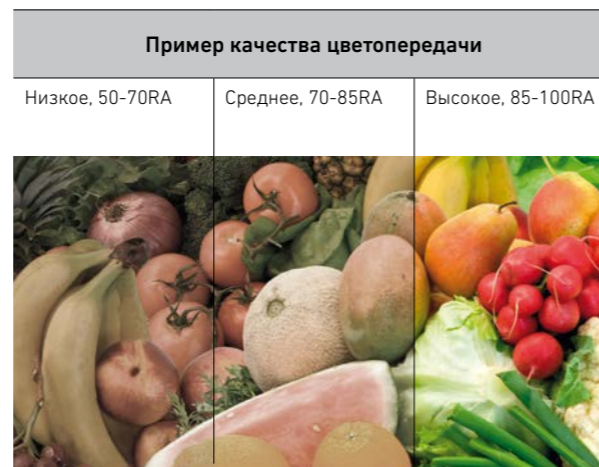 Пример качества цветопередачи
Низкое, 50-70RA
Среднее, 70-85RA
Высокое, 85-100RA